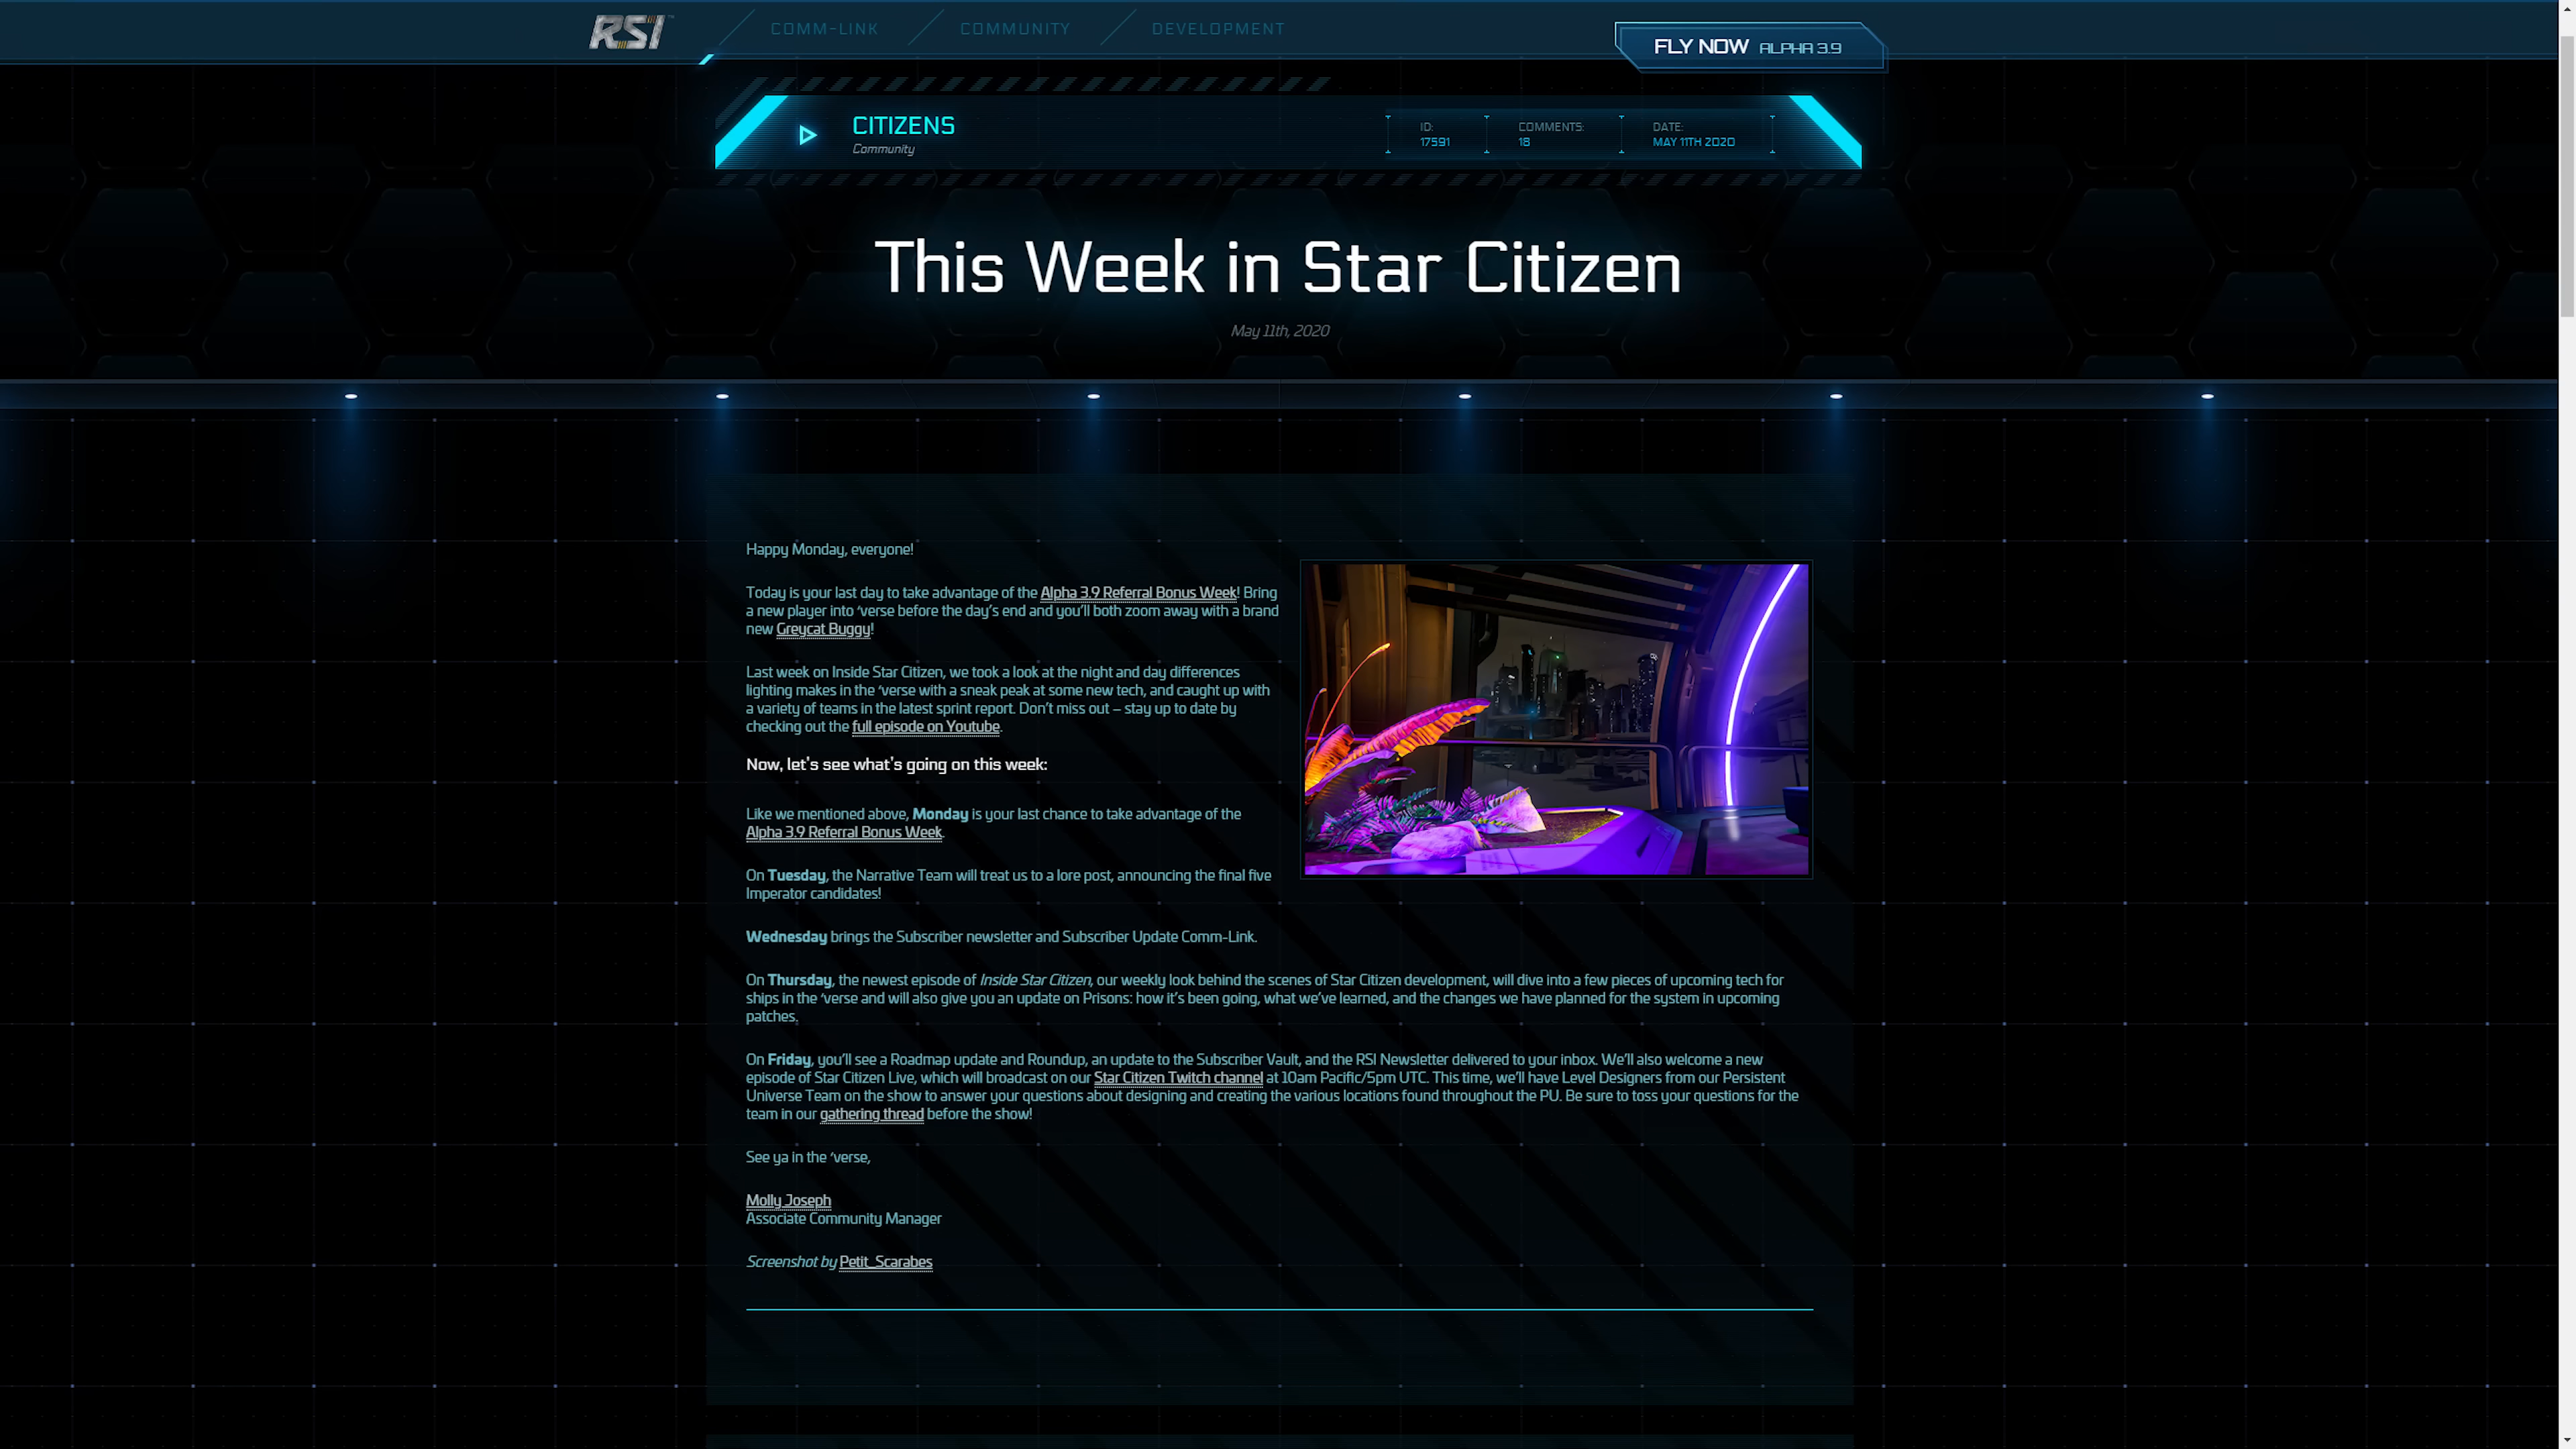 RSI
COMM-LINK
COMMUNITY
DEVELOPMENT
FLY NOW ALPHA 3.9
CITIZENS
Community
ID:
17591
COMMENTS:
18
DATE:
MAY 11TH 2020
This Week in Star Citizen
May 11th, 2020
Happy Monday, everyone!
Today is your last day to take advantage of the Alpha 3.9 Referral Bonus Week! Bring
a new player into ‘verse before the day’s end and you’ll both zoom away with a brand
new Greycat Buggy!
Last week on Inside Star Citizen, we took a look at the night and day differences
lighting makes in the ‘verse with a sneak peak at some new tech, and caught up with
a variety of teams in the latest sprint report. Don’t miss out – stay up to date by
checking out the full episode on Youtube.
Now, let's see what's going on this week:
Like we mentioned above, Monday is your last chance to take advantage of the
Alpha 3.9 Referral Bonus Week.
On Tuesday, the Narrative Team will treat us to a lore post, announcing the final five
Imperator candidates!
Wednesday brings the Subscriber newsletter and Subscriber Update Comm-Link.
On Thursday, the newest episode of Inside Star Citizen, our weekly look behind the scenes of Star Citizen development, will dive into a few pieces of upcoming tech for
ships in the ‘verse and will also give you an update on Prisons: how it’s been going, what we’ve learned, and the changes we have planned for the system in upcoming
patches.
On Friday, you’ll see a Roadmap update and Roundup, an update to the Subscriber Vault, and the RSI Newsletter delivered to your inbox. We’ll also welcome a new
episode of Star Citizen Live, which will broadcast on our Star Citizen Twitch channel at 10am Pacific/5pm UTC. This time, we’ll have Level Designers from our Persistent
Universe Team on the show to answer your questions about designing and creating the various locations found throughout the PU. Be sure to toss your questions for the
team in our gathering thread before the show!
See ya in the ‘verse,
Molly Joseph
Associate Community Manager
Screenshot by Petit_Scarabes